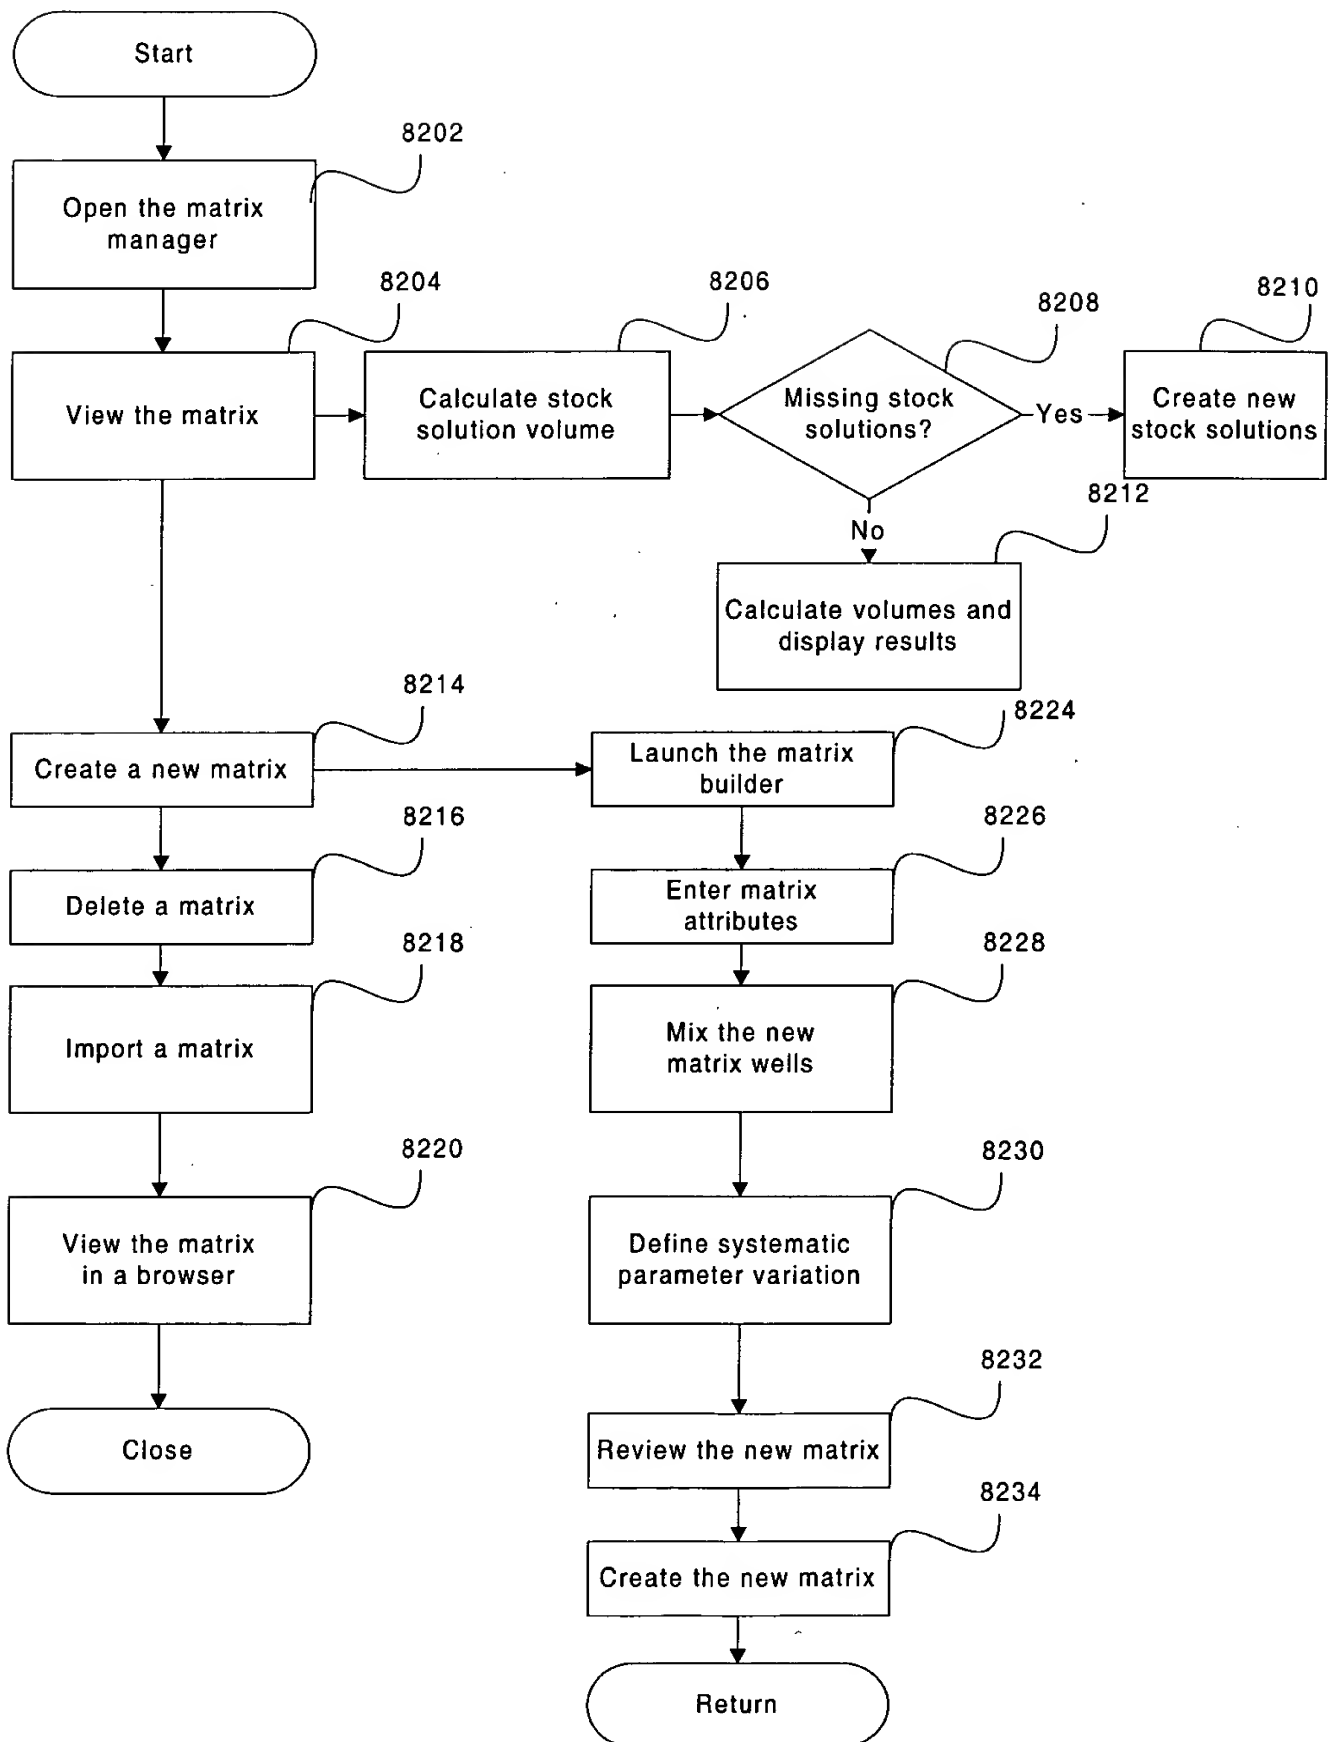 Start
8202
Open the matrix
manager
8204
8206
8208
8210
View the matrix
Calculate stock
solution volume
Missing stock
solutions?
Yes
Create new
stock solutions
8212
No
Calculate volumes and
display results
8214
8224
Create a new matrix
Launch the matrix
builder
8216
8226
Delete a matrix
Enter matrix
attributes
8218
8228
Import a matrix
Mix the new
matrix wells
8220
8230
View the matrix
in a browser
Define systematic
parameter variation
8232
Close
Review the new matrix
8234
Create the new matrix
Return